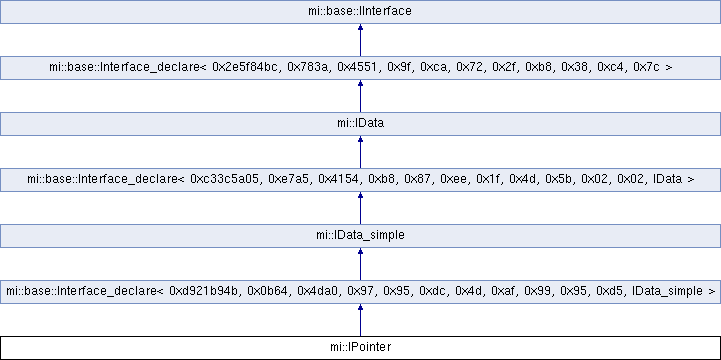 mi::base::IInterface
mi::base::Interface_declare< 0x2e5f84bc, 0x783a, 0x4551, 0x9f, 0xca, 0x72, 0x2f, 0xb8, 0x38, 0xc4, 0x7c >
mi::IData
mi::base::Interface_declare< 0xc33c5a05, 0xe7a5, 0x4154, 0xb8, 0x87, 0xee, 0x1f, 0x4d, 0x5b, 0x02, 0x02, IData >
mi::IData_simple
mi::base::Interface_declare< 0xd921b94b, 0x0b64, 0x4da0, 0x97, 0x95, 0xdc, 0x4d, 0xaf, 0x99, 0x95, 0xd5, IData_simple >
mi::IPointer